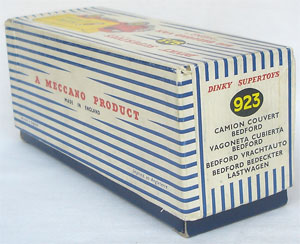 A MECCANO PRODUCT
MADE IN ENGLAND
DINKY SUPERTOYS
923
CAMION COUVERT
BEDFORD
VAGONETA CUBIERTA
BEDFORD
BEDFORD VRACHTAUTO
BEDFORD BEDECKTER
LASTWAGEN